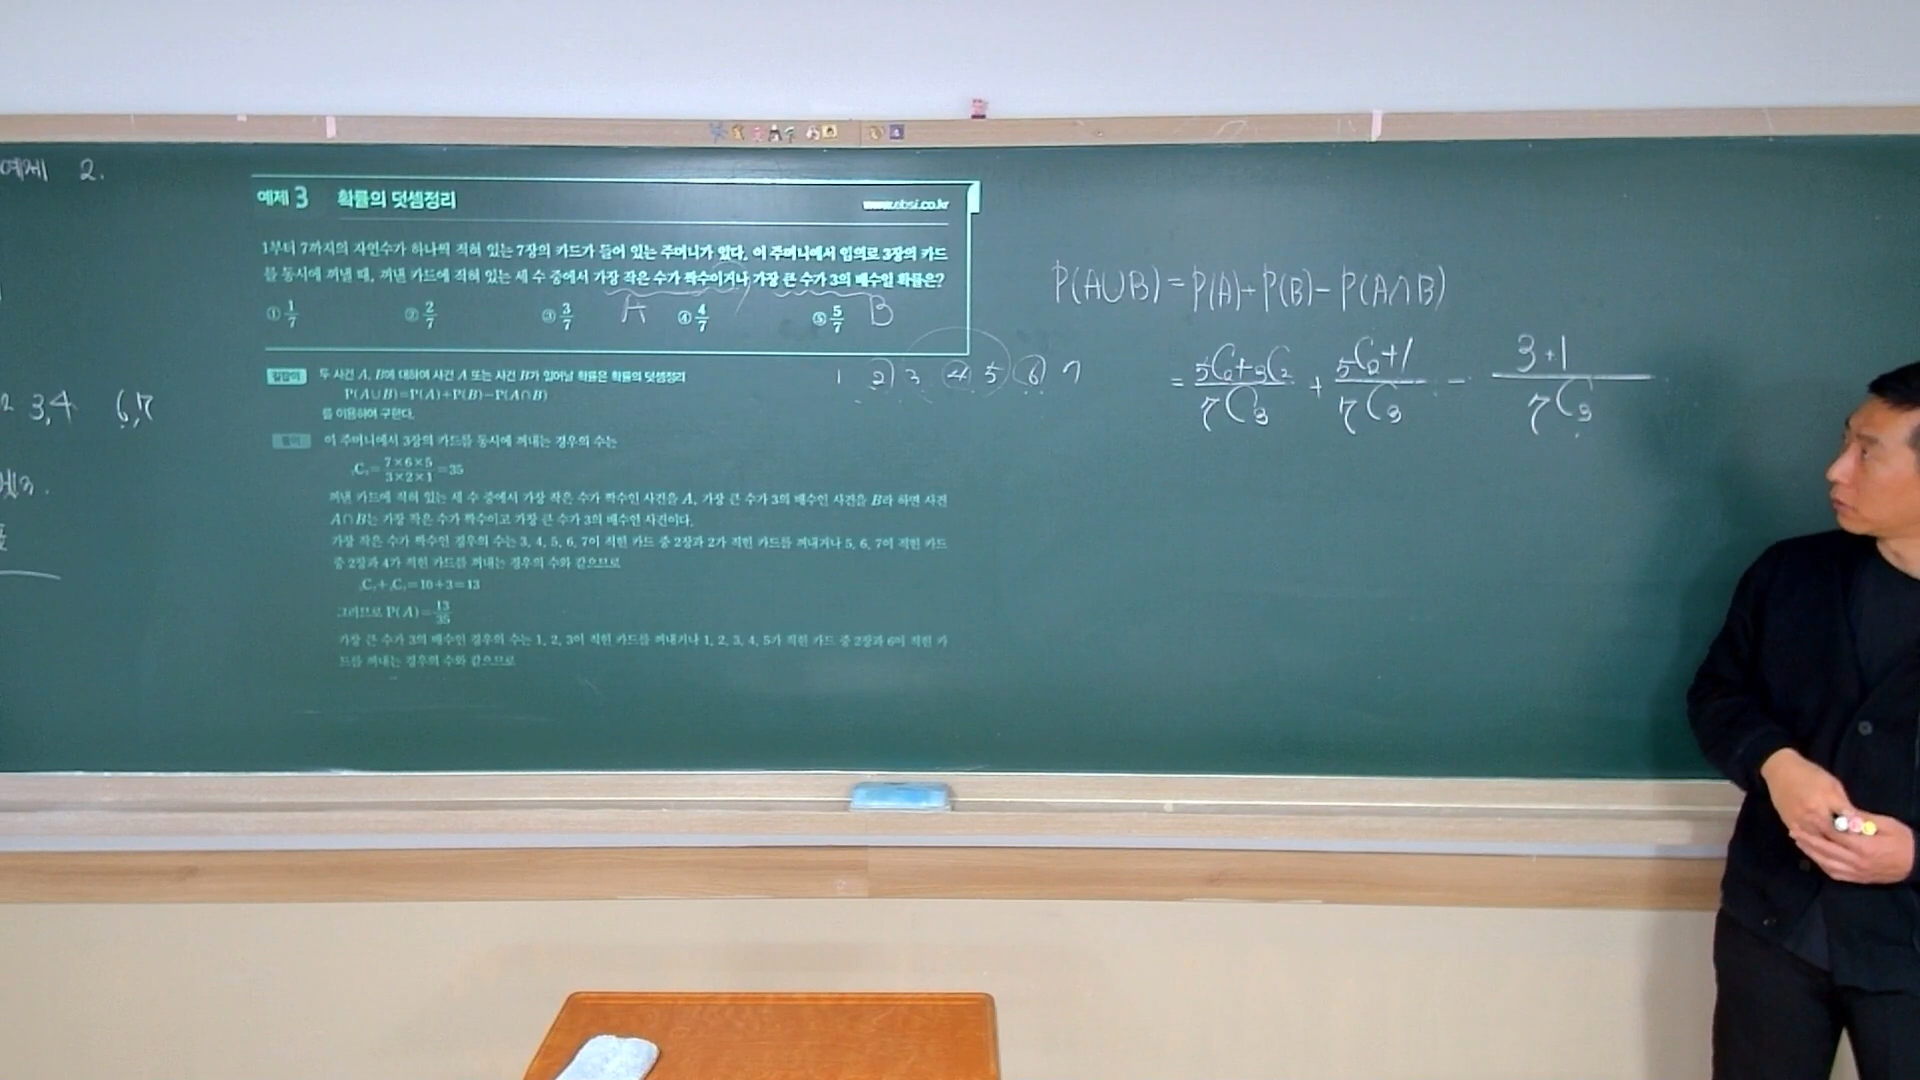 예제 2.
3,4 6,7
예제 3 확률의 덧셈정리 www.ebsi.co.kr
1부터 7까지의 자연수가 하나씩 적혀 있는 7장의 카드가 들어 있는 주머니가 있다. 이 주머니에서 임의로 3장의 카드
를 동시에 꺼낼 때, 꺼낸 카드에 적혀 있는 세 수 중에서 가장 작은 수가 짝수이거나 가장 큰 수가 3의 배수일 확률은?
① 1/7 ② 2/7 ③ 3/7 ④ 4/7 ⑤ 5/7
A B
길잡이 두 사건 A, B에 대하여 사건 A 또는 사건 B가 일어날 확률은 확률의 덧셈정리
P(A∪B)=P(A)+P(B)-P(A∩B)
를 이용하여 구한다.
풀이 이 주머니에서 3장의 카드를 동시에 꺼내는 경우의 수는
₇C₃=7×6×5/3×2×1=35
꺼낸 카드에 적혀 있는 세 수 중에서 가장 작은 수가 짝수인 사건을 A, 가장 큰 수가 3의 배수인 사건을 B라 하면 사건
A∩B는 가장 작은 수가 짝수이고 가장 큰 수가 3의 배수인 사건이다.
가장 작은 수가 짝수인 경우의 수는 3, 4, 5, 6, 7이 적힌 카드 중 2장과 2가 적힌 카드를 꺼내거나 5, 6, 7이 적힌 카드
중 2장과 4가 적힌 카드를 꺼내는 경우의 수와 같으므로
₅C₂+₃C₂=10+3=13
그러므로 P(A)=13/35
가장 큰 수가 3의 배수인 경우의 수는 1, 2, 3이 적힌 카드를 꺼내거나 1, 2, 3, 4, 5가 적힌 카드 중 2장과 6이 적힌 카
드를 꺼내는 경우의 수와 같으므로
1 2 3 4 5 6 7
P(A∪B)=P(A)+P(B)-P(A∩B)
= ₅C₂+₃C₂/₇C₃ + ₅C₂+1/₇C₃ - 3+1/₇C₃